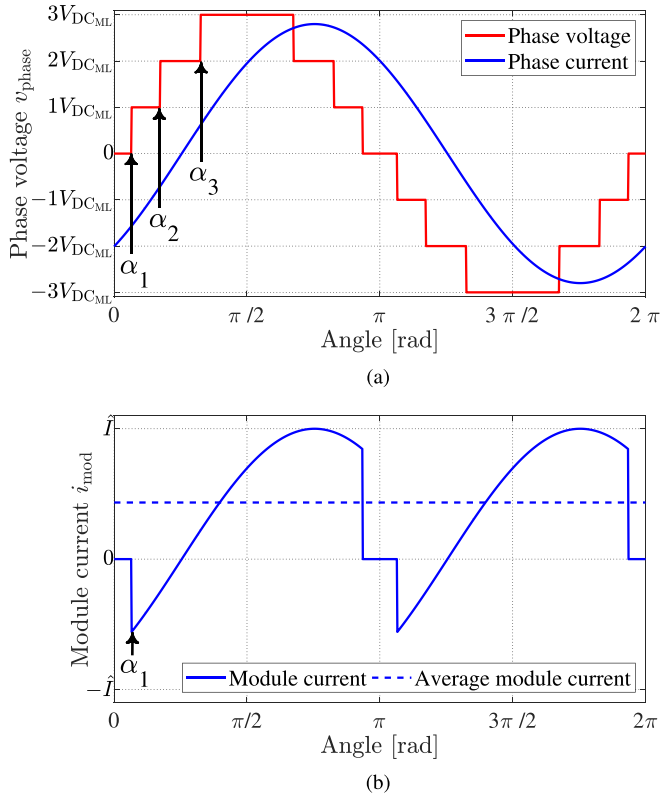 3V_DC_ML
2V_DC_ML
1V_DC_ML
0
−1V_DC_ML
−2V_DC_ML
−3V_DC_ML
Phase voltage v_phase
Phase voltage
Phase current
α_1
α_2
α_3
0
π /2
π
3 π /2
2 π
Angle [rad]
(a)
Î
0
−Î
Module current i_mod
α_1
Module current
Average module current
0
π/2
π
3π /2
2π
Angle [rad]
(b)